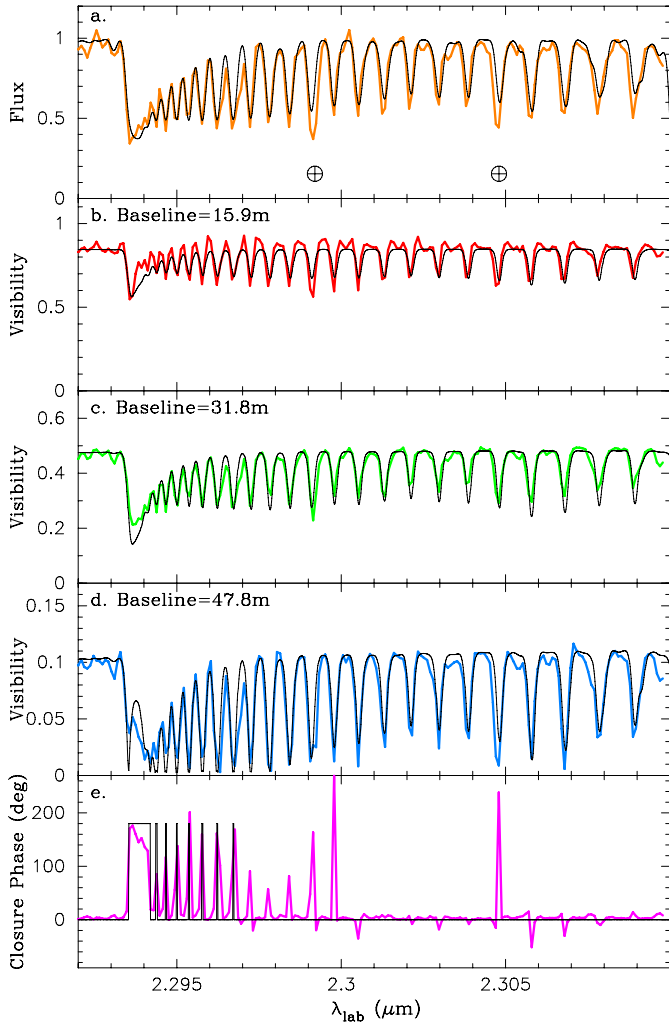 a.
1
0.5
0
Flux
b. Baseline=15.9m
1
0.5
0
Visibility
c. Baseline=31.8m
0.6
0.4
0.2
0
Visibility
d. Baseline=47.8m
0.15
0.1
0.05
0
Visibility
e.
200
100
0
Closure Phase (deg)
2.295 2.3 2.305
λlab (μm)